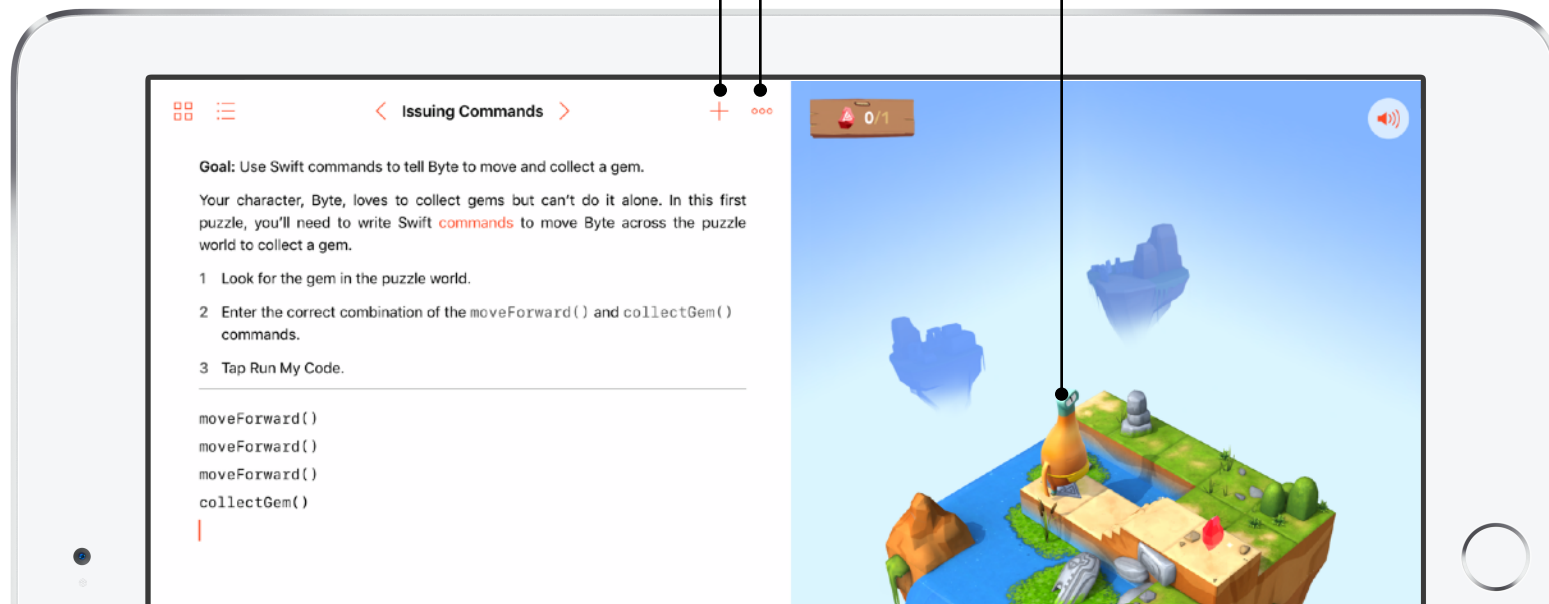 Issuing Commands
0/1
Goal: Use Swift commands to tell Byte to move and collect a gem.
Your character, Byte, loves to collect gems but can't do it alone. In this first
puzzle, you'll need to write Swift commands to move Byte across the puzzle
world to collect a gem.
1 Look for the gem in the puzzle world.
2 Enter the correct combination of the moveForward() and collectGem()
commands.
3 Tap Run My Code.
moveForward()
moveForward()
moveForward()
collectGem()